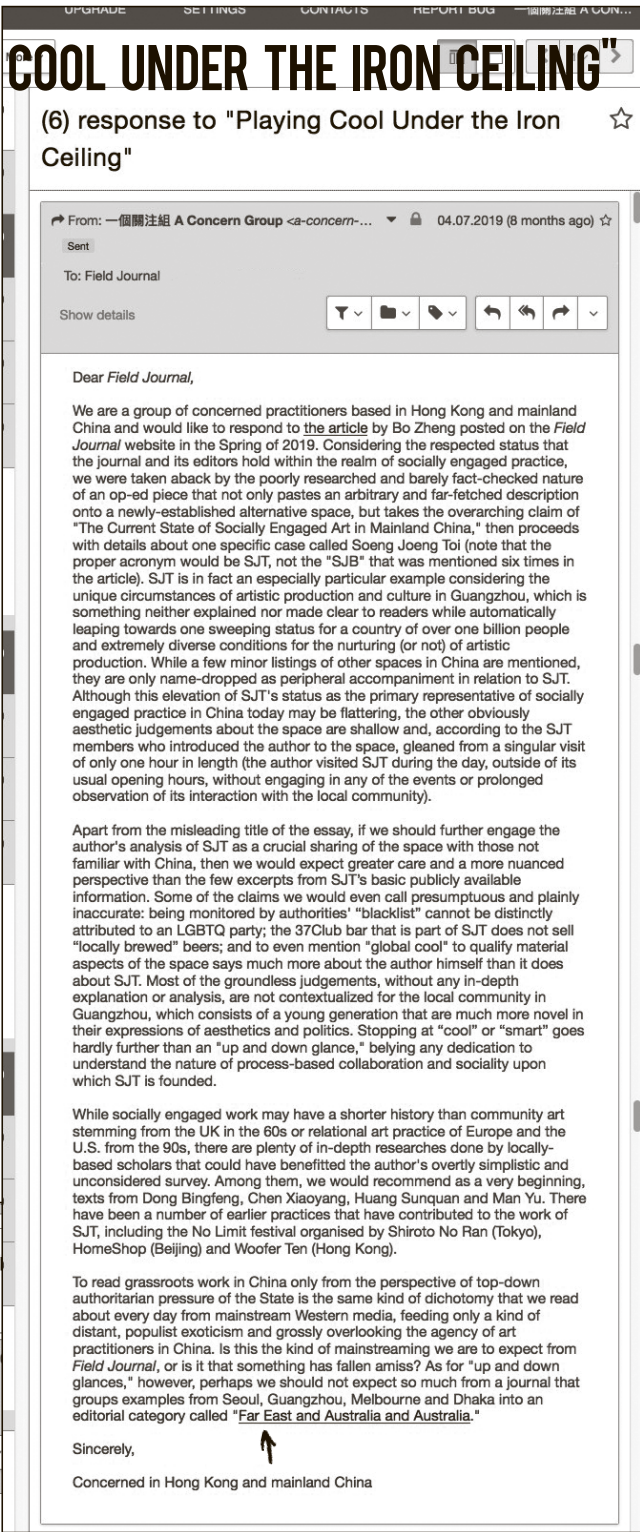 UPGRADE SETTINGS CONTACTS REPORT BUG 一個關注組 A CON...
COOL UNDER THE IRON CEILING"
(6) response to "Playing Cool Under the Iron
Ceiling"
From: 一個關注組 A Concern Group <a-concern-... 04.07.2019 (8 months ago)
Sent
To: Field Journal
Show details
Dear Field Journal,
We are a group of concerned practitioners based in Hong Kong and mainland
China and would like to respond to the article by Bo Zheng posted on the Field
Journal website in the Spring of 2019. Considering the respected status that
the journal and its editors hold within the realm of socially engaged practice,
we were taken aback by the poorly researched and barely fact-checked nature
of an op-ed piece that not only pastes an arbitrary and far-fetched description
onto a newly-established alternative space, but takes the overarching claim of
"The Current State of Socially Engaged Art in Mainland China," then proceeds
with details about one specific case called Soeng Joeng Toi (note that the
proper acronym would be SJT, not the "SJB" that was mentioned six times in
the article). SJT is in fact an especially particular example considering the
unique circumstances of artistic production and culture in Guangzhou, which is
something neither explained nor made clear to readers while automatically
leaping towards one sweeping status for a country of over one billion people
and extremely diverse conditions for the nurturing (or not) of artistic
production. While a few minor listings of other spaces in China are mentioned,
they are only name-dropped as peripheral accompaniment in relation to SJT.
Although this elevation of SJT's status as the primary representative of socially
engaged practice in China today may be flattering, the other obviously
aesthetic judgements about the space are shallow and, according to the SJT
members who introduced the author to the space, gleaned from a singular visit
of only one hour in length (the author visited SJT during the day, outside of its
usual opening hours, without engaging in any of the events or prolonged
observation of its interaction with the local community).
Apart from the misleading title of the essay, if we should further engage the
author's analysis of SJT as a crucial sharing of the space with those not
familiar with China, then we would expect greater care and a more nuanced
perspective than the few excerpts from SJT's basic publicly available
information. Some of the claims we would even call presumptuous and plainly
inaccurate: being monitored by authorities' “blacklist” cannot be distinctly
attributed to an LGBTQ party; the 37Club bar that is part of SJT does not sell
“locally brewed” beers; and to even mention "global cool" to qualify material
aspects of the space says much more about the author himself than it does
about SJT. Most of the groundless judgements, without any in-depth
explanation or analysis, are not contextualized for the local community in
Guangzhou, which consists of a young generation that are much more novel in
their expressions of aesthetics and politics. Stopping at “cool” or “smart” goes
hardly further than an "up and down glance," belying any dedication to
understand the nature of process-based collaboration and sociality upon
which SJT is founded.
While socially engaged work may have a shorter history than community art
stemming from the UK in the 60s or relational art practice of Europe and the
U.S. from the 90s, there are plenty of in-depth researches done by locally-
based scholars that could have benefitted the author's overtly simplistic and
unconsidered survey. Among them, we would recommend as a very beginning,
texts from Dong Bingfeng, Chen Xiaoyang, Huang Sunquan and Man Yu. There
have been a number of earlier practices that have contributed to the work of
SJT, including the No Limit festival organised by Shiroto No Ran (Tokyo),
HomeShop (Beijing) and Woofer Ten (Hong Kong).
To read grassroots work in China only from the perspective of top-down
authoritarian pressure of the State is the same kind of dichotomy that we read
about every day from mainstream Western media, feeding only a kind of
distant, populist exoticism and grossly overlooking the agency of art
practitioners in China. Is this the kind of mainstreaming we are to expect from
Field Journal, or is it that something has fallen amiss? As for "up and down
glances," however, perhaps we should not expect so much from a journal that
groups examples from Seoul, Guangzhou, Melbourne and Dhaka into an
editorial category called "Far East and Australia and Australia."
Sincerely,
Concerned in Hong Kong and mainland China